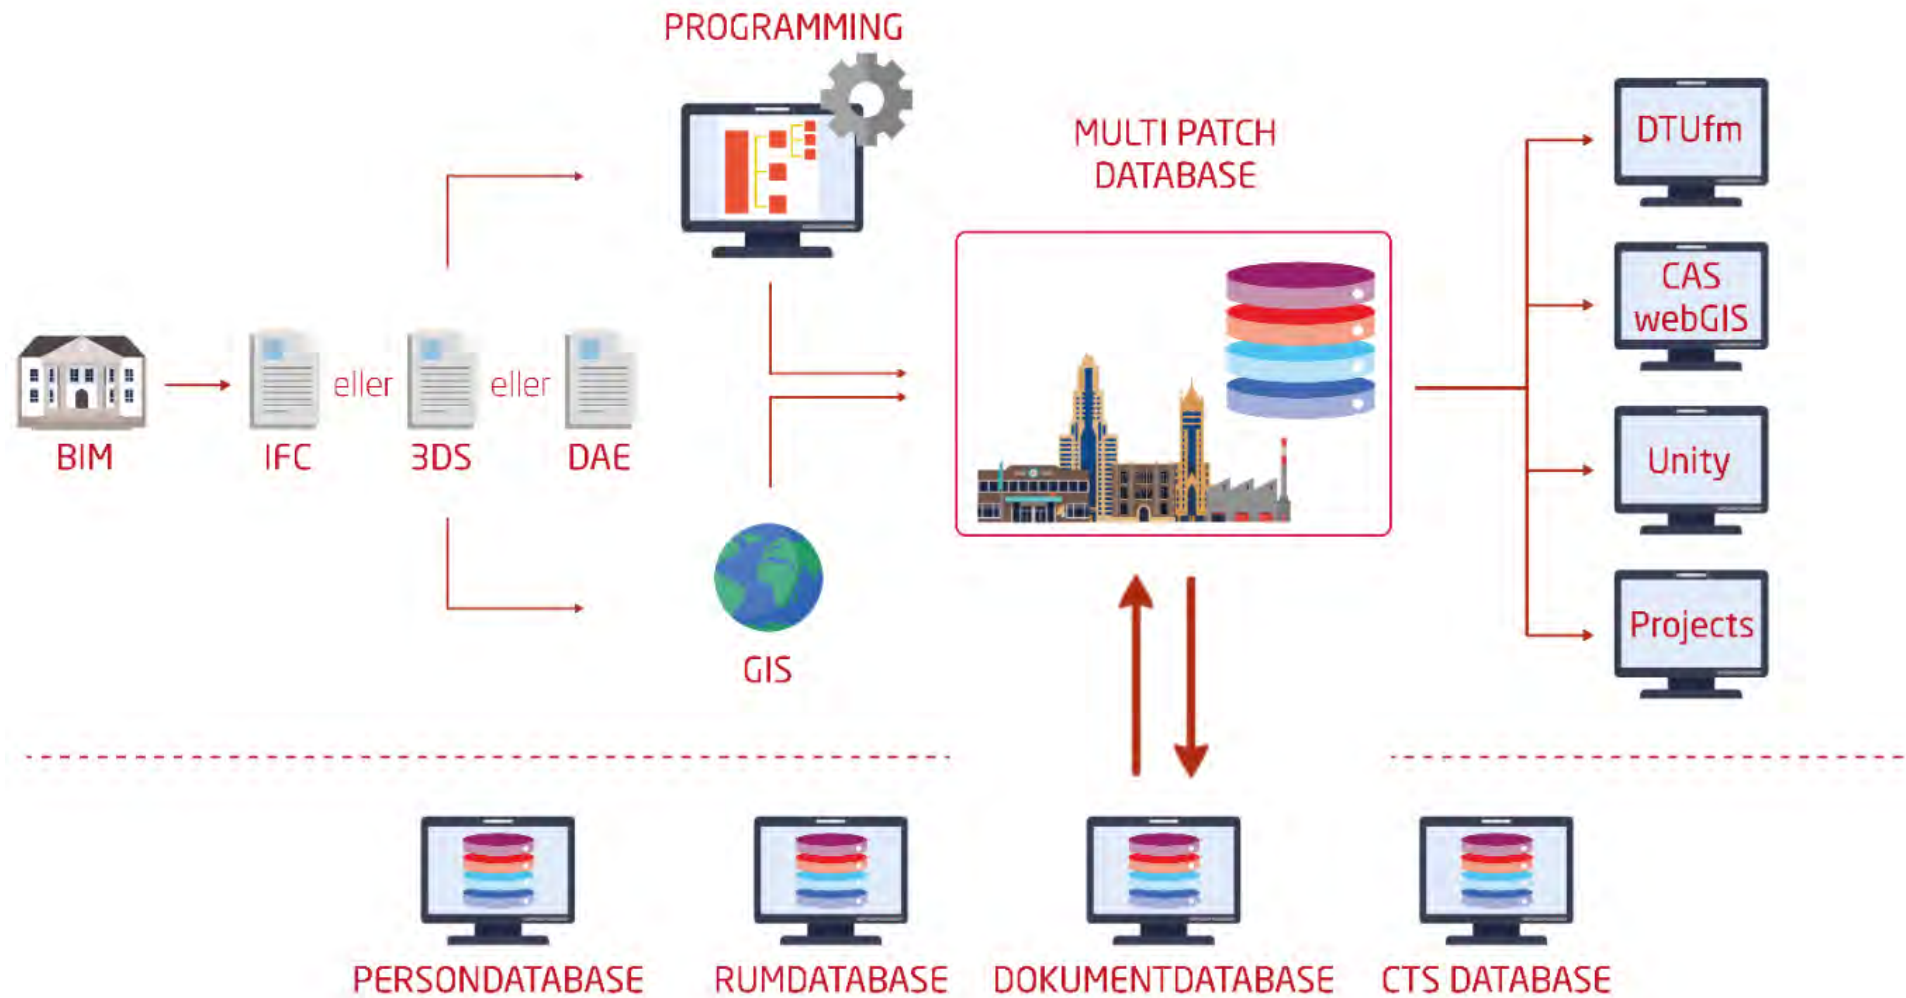 PROGRAMMING
MULTI PATCH
DATABASE
DTUfm
CAS
webGIS
Unity
Projects
eller
eller
BIM
IFC
3DS
DAE
GIS
PERSONDATABASE
RUMDATABASE
DOKUMENTDATABASE
CTS DATABASE